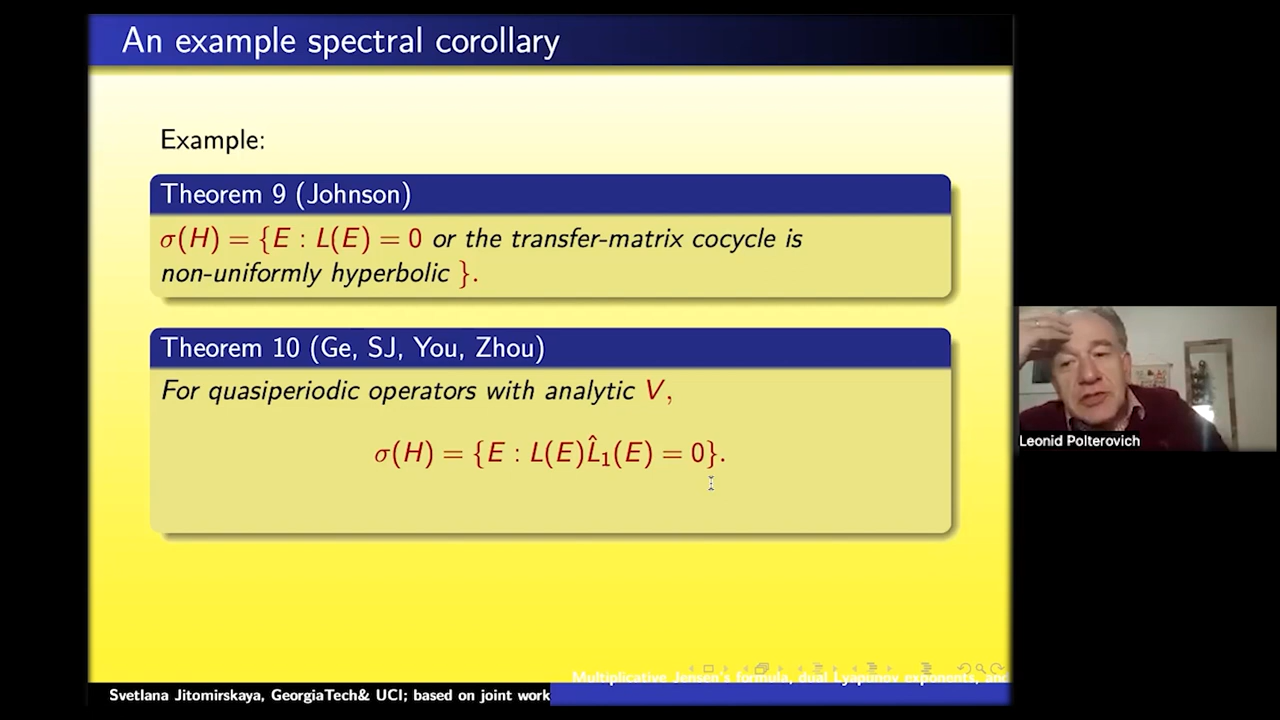 An example spectral corollary
Example:
Theorem 9 (Johnson)
σ(H) = {E : L(E) = 0 or the transfer-matrix cocycle is
non-uniformly hyperbolic }.
Theorem 10 (Ge, SJ, You, Zhou)
For quasiperiodic operators with analytic V,
σ(H) = {E : L(E)L̂₁(E) = 0}.
Leonid Polterovich
Multiplicative Jensen's formula, dual Lyapunov exponents, and
Svetlana Jitomirskaya, GeorgiaTech& UCI; based on joint work